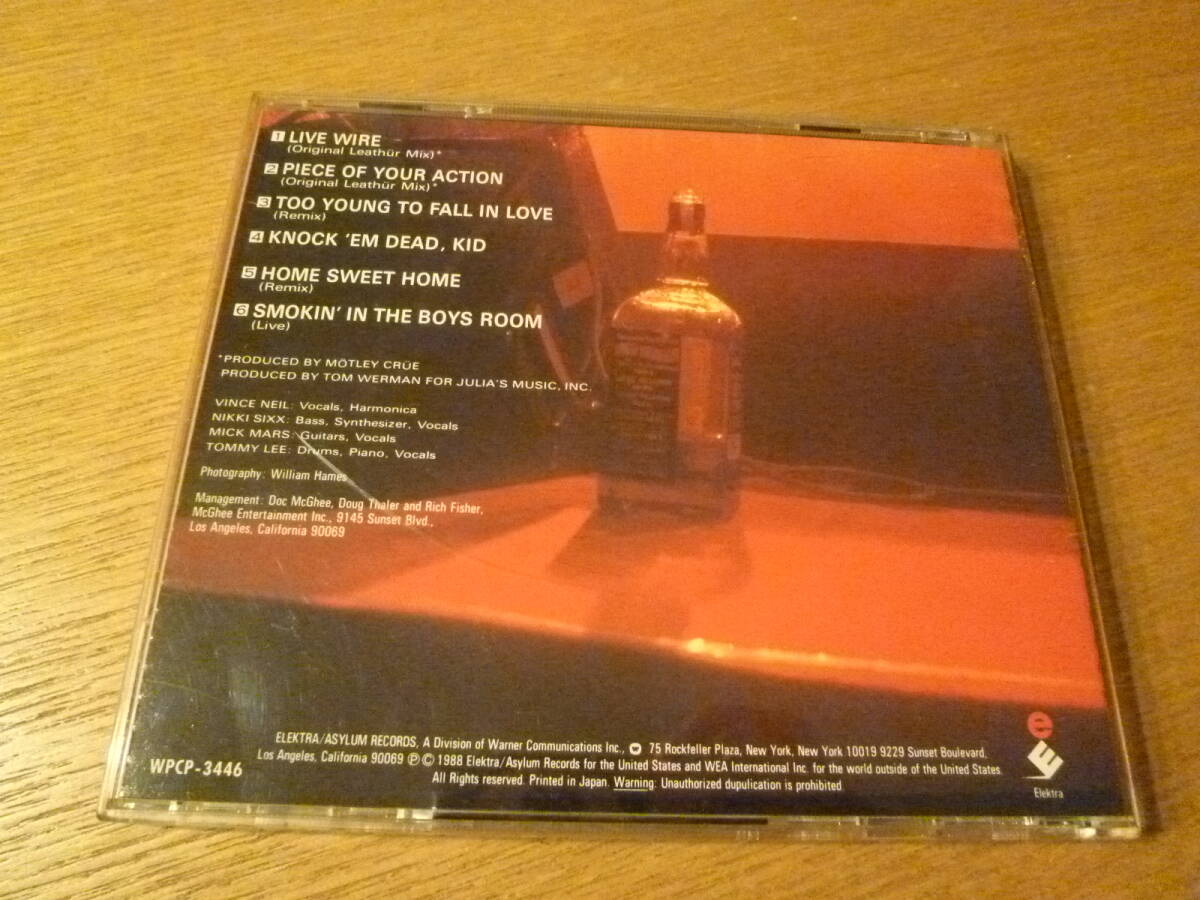 1 LIVE WIRE
(Original Leathür Mix)*
2 PIECE OF YOUR ACTION
(Original Leathür Mix)*
3 TOO YOUNG TO FALL IN LOVE
(Remix)
4 KNOCK 'EM DEAD, KID
5 HOME SWEET HOME
(Remix)
6 SMOKIN' IN THE BOYS ROOM
(Live)
*PRODUCED BY MÖTLEY CRÜE
PRODUCED BY TOM WERMAN FOR JULIA'S MUSIC, INC.
VINCE NEIL: Vocals, Harmonica
NIKKI SIXX: Bass, Synthesizer, Vocals
MICK MARS: Guitars, Vocals
TOMMY LEE: Drums, Piano, Vocals
Photography: William Hames
Management: Doc McGhee, Doug Thaler and Rich Fisher,
McGhee Entertainment Inc., 9145 Sunset Blvd.,
Los Angeles, California 90069
ELEKTRA/ASYLUM RECORDS, A Division of Warner Communications Inc., 75 Rockfeller Plaza, New York, New York 10019 9229 Sunset Boulevard,
Los Angeles, California 90069 ℗© 1988 Elektra/Asylum Records for the United States and WEA International Inc. for the world outside of the United States.
All Rights reserved. Printed in Japan. Warning: Unauthorized dupulication is prohibited.
WPCP-3446
e
E
Elektra